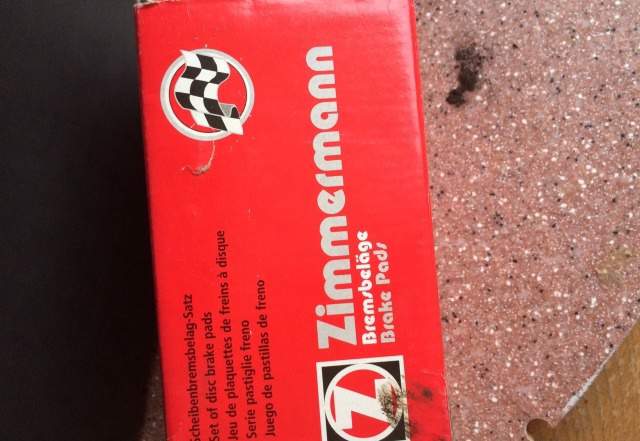 Zimmermann
Bremsbeläge
Brake Pads
Z
Scheibenbremsbelag-Satz
Set of disc brake pads
Jeu de plaquettes de freins à disque
Serie pastiglie freno
Juego de pastillas de freno